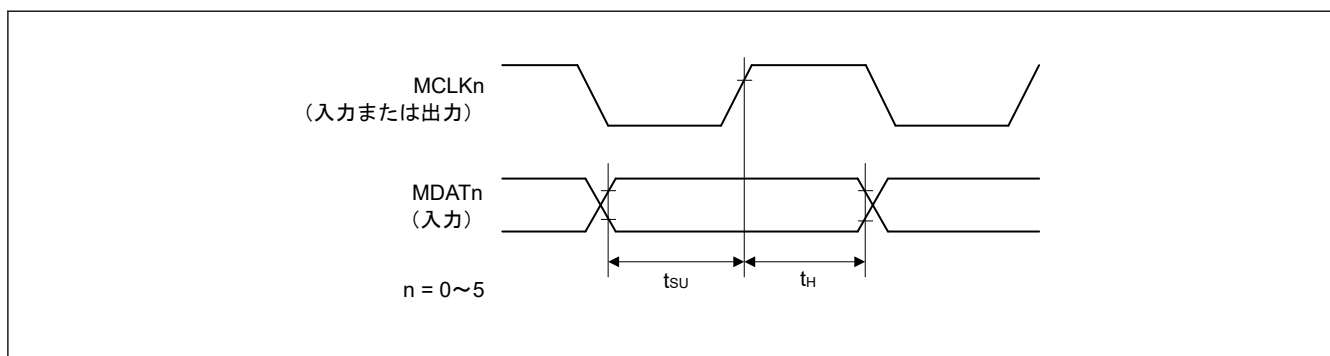 MCLKn
（入力または出力）
MDATn
（入力）
tSU
tH
n = 0～5